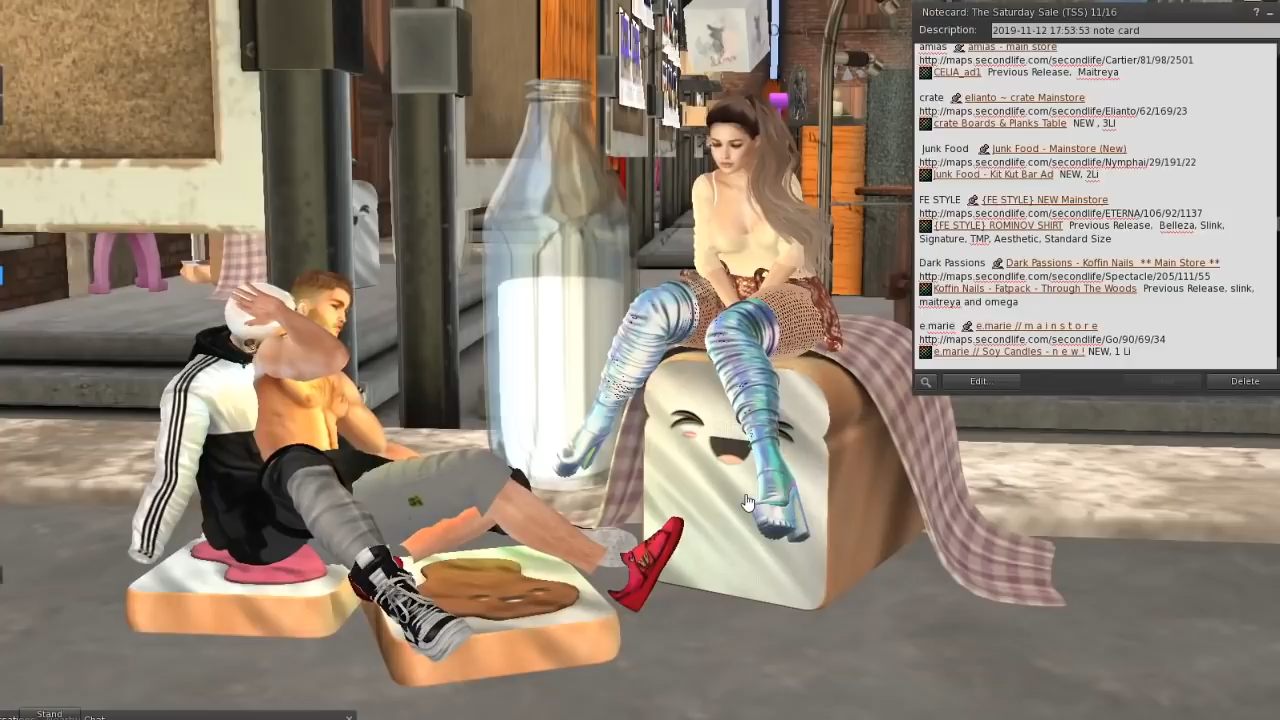 Notecard: The Saturday Sale (TSS) 11/16
?
Description: 2019-11-12 17:53:53 note card
amias amias - main store
http://maps.secondlife.com/secondlife/Cartier/81/98/2501
CELIA_ad1 Previous Release, Maitreya
crate elianto ~ crate Mainstore
http://maps.secondlife.com/secondlife/Elianto/62/169/23
crate Boards & Planks Table NEW , 3Li
Junk Food Junk Food - Mainstore (New)
http://maps.secondlife.com/secondlife/Nymphai/29/191/22
Junk Food - Kit Kut Bar Ad NEW, 2Li
FE STYLE {FE STYLE} NEW Mainstore
http://maps.secondlife.com/secondlife/ETERNA/106/92/1137
{FE STYLE} ROMINOV SHIRT Previous Release, Belleza, Slink,
Signature, TMP, Aesthetic, Standard Size
Dark Passions Dark Passions - Koffin Nails ** Main Store **
http://maps.secondlife.com/secondlife/Spectacle/205/111/55
Koffin Nails - Fatpack - Through The Woods Previous Release, slink,
maitreya and omega
e.marie e.marie // m a i n s t o r e
http://maps.secondlife.com/secondlife/Go/90/69/34
e.marie // Soy Candles - n e w ! NEW, 1 Li
Edit... Delete
Stand
Chat